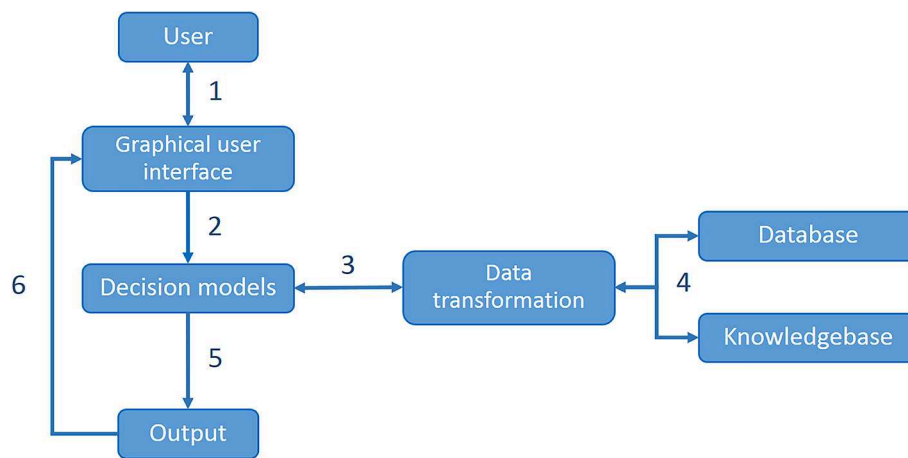 User
1
Graphical user
interface
2
Decision models
3
Data
transformation
4
Database
Knowledgebase
5
6
Output